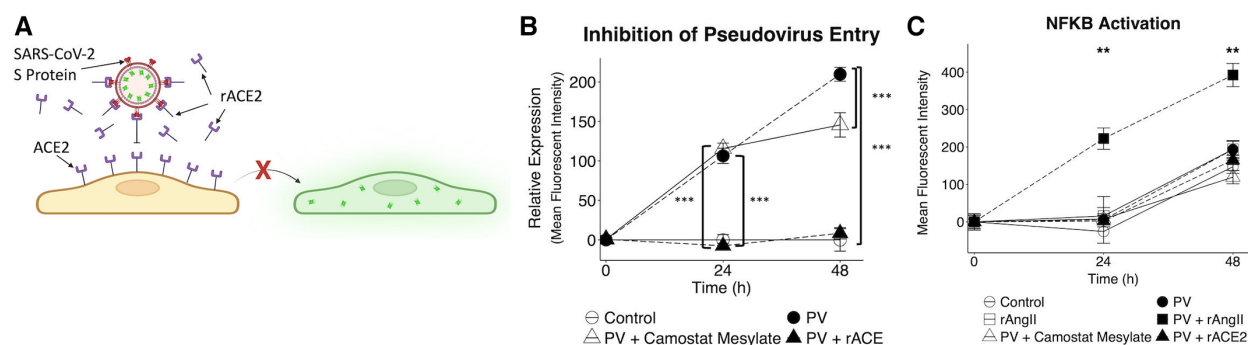 A
SARS-CoV-2
S Protein
rACE2
ACE2
X
B
Inhibition of Pseudovirus Entry
Relative Expression
(Mean Fluorescent Intensity)
200
150
100
50
0
***
***
***
***
0
24
48
Time (h)
Control
PV
PV + Camostat Mesylate
PV + rACE
C
NFKB Activation
Mean Fluorescent Intensity
400
300
200
100
0
**
**
0
24
48
Time (h)
Control
PV
rAngII
PV + rAngII
PV + Camostat Mesylate
PV + rACE2